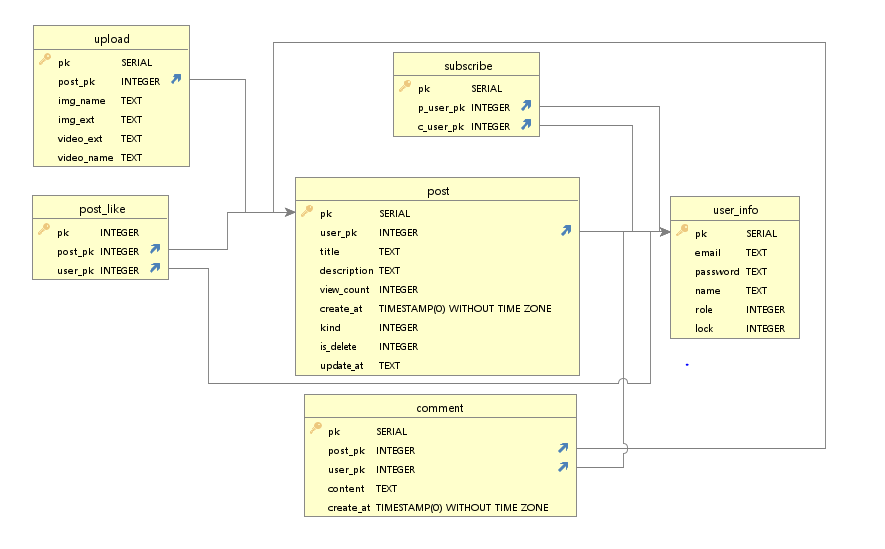 upload
pk SERIAL
post_pk INTEGER
img_name TEXT
img_ext TEXT
video_ext TEXT
video_name TEXT
subscribe
pk SERIAL
p_user_pk INTEGER
c_user_pk INTEGER
post_like
pk INTEGER
post_pk INTEGER
user_pk INTEGER
post
pk SERIAL
user_pk INTEGER
title TEXT
description TEXT
view_count INTEGER
create_at TIMESTAMP(0) WITHOUT TIME ZONE
kind INTEGER
is_delete INTEGER
update_at TEXT
user_info
pk SERIAL
email TEXT
password TEXT
name TEXT
role INTEGER
lock INTEGER
comment
pk SERIAL
post_pk INTEGER
user_pk INTEGER
content TEXT
create_at TIMESTAMP(0) WITHOUT TIME ZONE